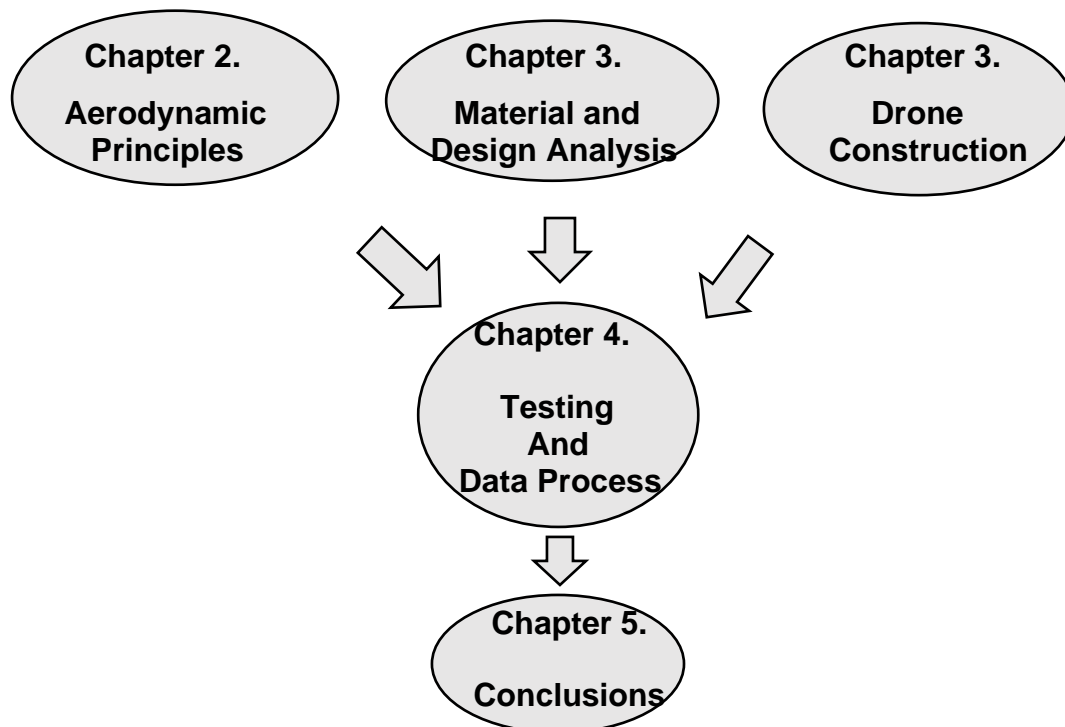 Chapter 2.
Aerodynamic
Principles
Chapter 3.
Material and
Design Analysis
Chapter 3.
Drone
Construction
Chapter 4.
Testing
And
Data Process
Chapter 5.
Conclusions